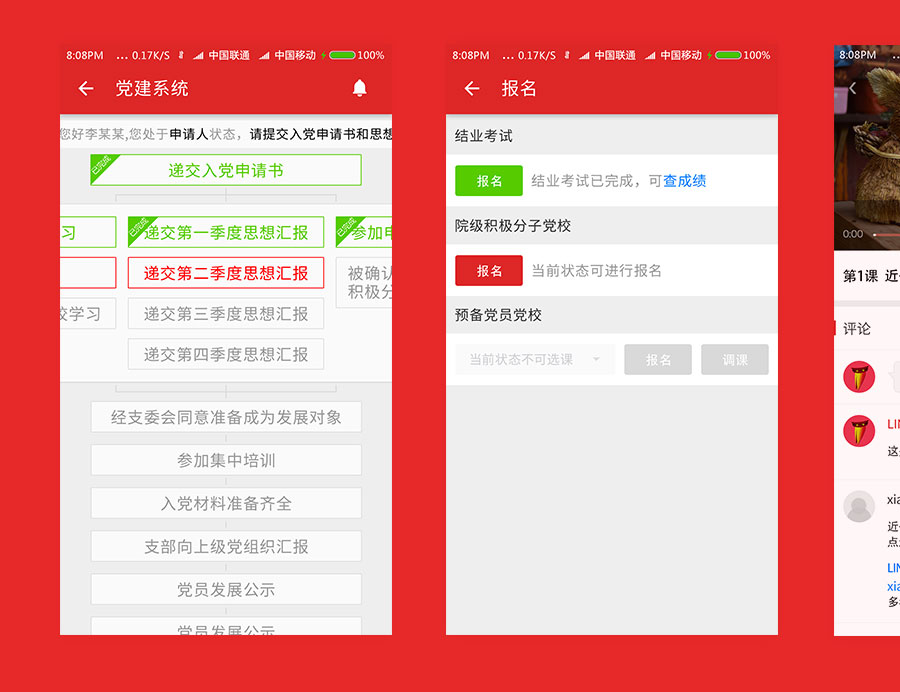 8:08PM ... 0.17K/S 中国联通 中国移动 100%
党建系统
您好李某某,您处于申请人状态，请提交入党申请书和思想
已完成
递交入党申请书
习
已完成
递交第一季度思想汇报
已完成
参加申
递交第二季度思想汇报
被确认
积极分
校学习
递交第三季度思想汇报
递交第四季度思想汇报
经支委会同意准备成为发展对象
参加集中培训
入党材料准备齐全
支部向上级党组织汇报
党员发展公示
党员发展公示
8:08PM ... 0.17K/S 中国联通 中国移动 100%
报名
结业考试
报名 结业考试已完成，可查成绩
院级积极分子党校
报名 当前状态可进行报名
预备党员党校
当前状态不可选课 报名 调课
8:08PM ..
0:00
第1课 近
评论
LIN
这
xia
近
点
LIN
xia
多